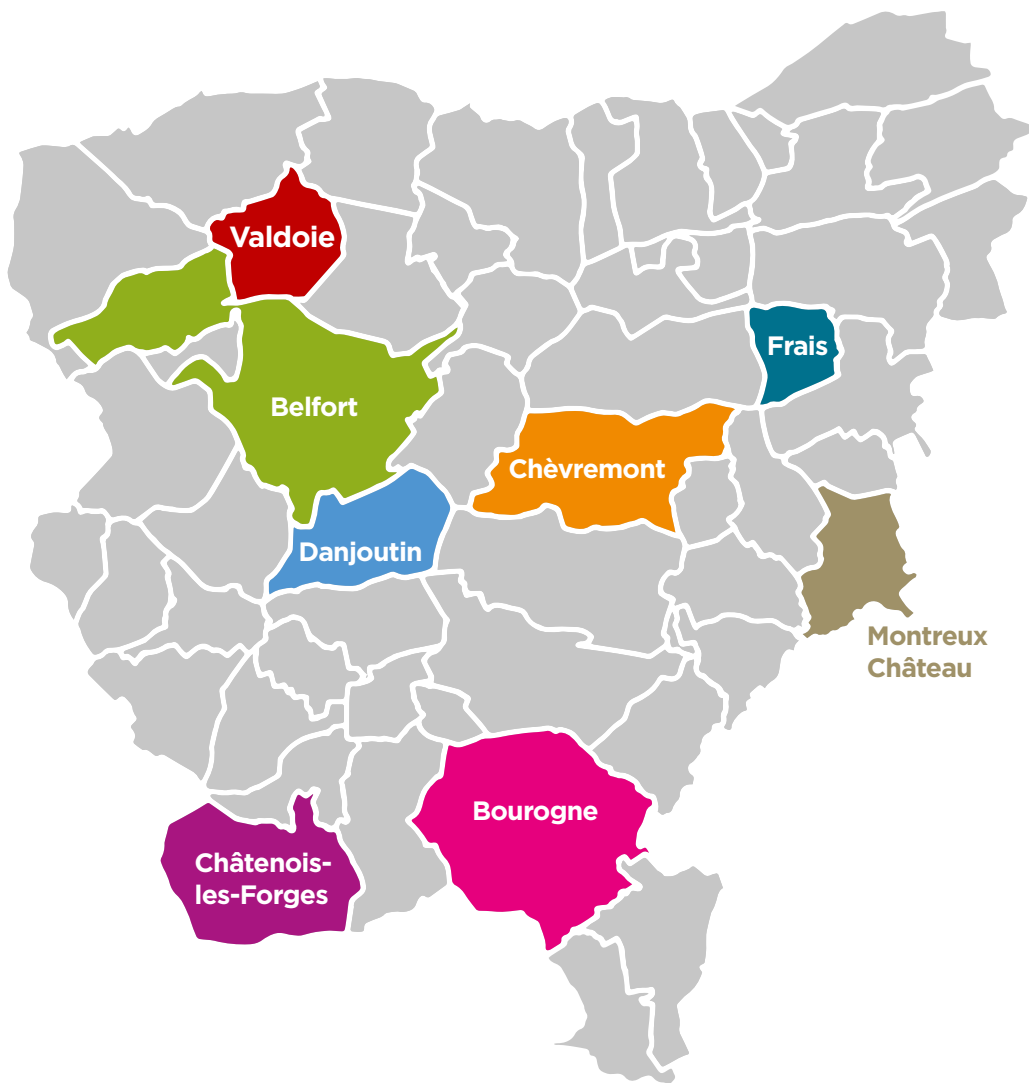 Valdoie
Frais
Belfort
Chèvremont
Danjoutin
Montreux
Château
Bourogne
Châtenois-
les-Forges